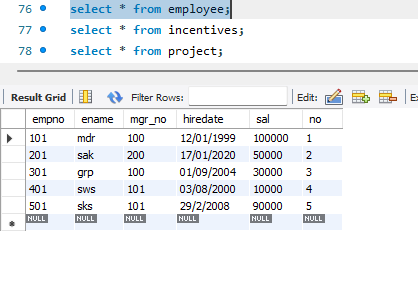 76 select * from employee;
77 select * from incentives;
78 select * from project;
Result Grid Filter Rows: Edit:
empno ename mgr_no hiredate sal no
101 mdr 100 12/01/1999 100000 1
201 sak 200 17/01/2020 50000 2
301 grp 100 01/09/2004 30000 3
401 sws 101 03/08/2000 10000 4
501 sks 101 29/2/2008 90000 5
NULL NULL NULL NULL NULL NULL